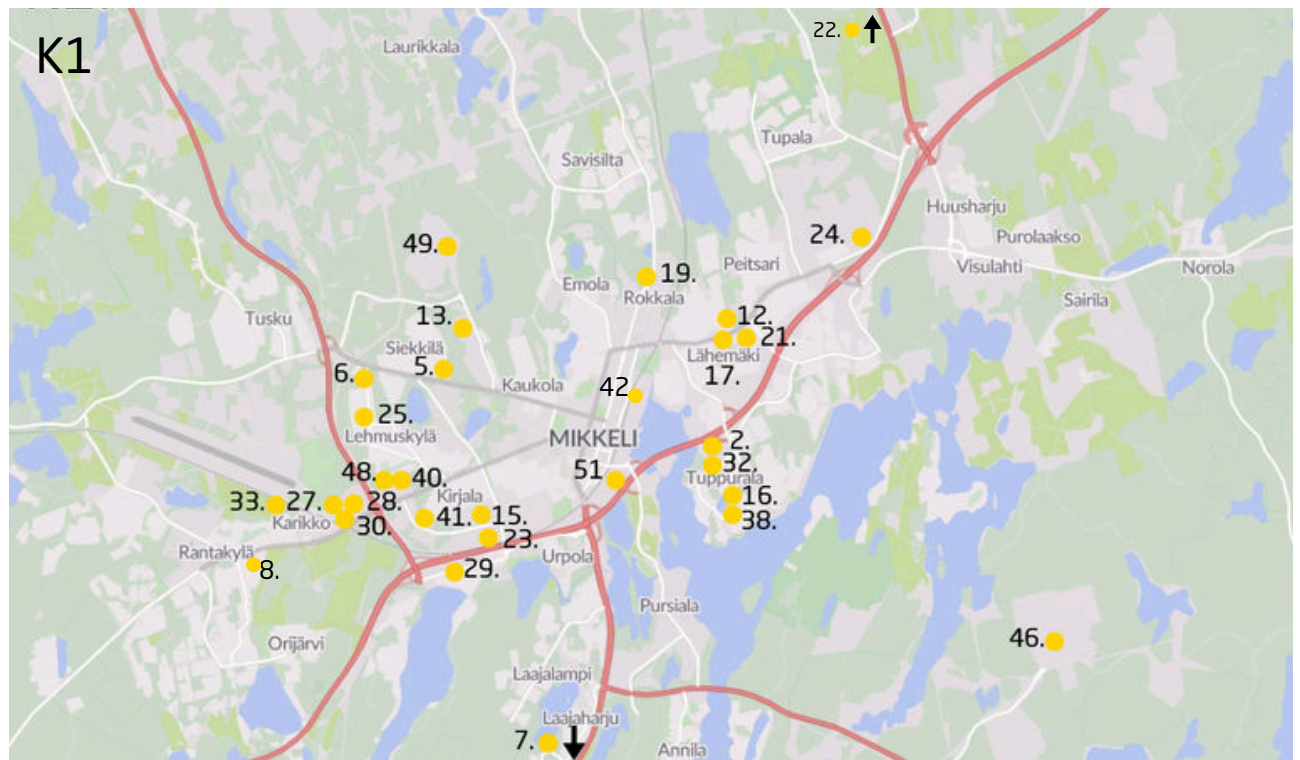 K1
22.
Laurikkala
Tupala
Savisilta
Huusharju
49.
24.
Purolaakso
Peitsari
Visulahti
Norola
19.
Emola
Rokkala
Sairila
Tusku
13.
12.
21.
Siekkilä
Lähemäki
5.
6.
17.
Kaukola
42
25.
Lehmuskylä
MIKKELI
2.
32.
48.
40.
51
Tuppurala
33.
27.
28.
Kirjala
16.
Karikko
30.
41.
15.
38.
23.
Rantakylä
8.
29.
Urpola
Pursiala
Orijärvi
46.
Laajalampi
Laajaharju
7.
Annila